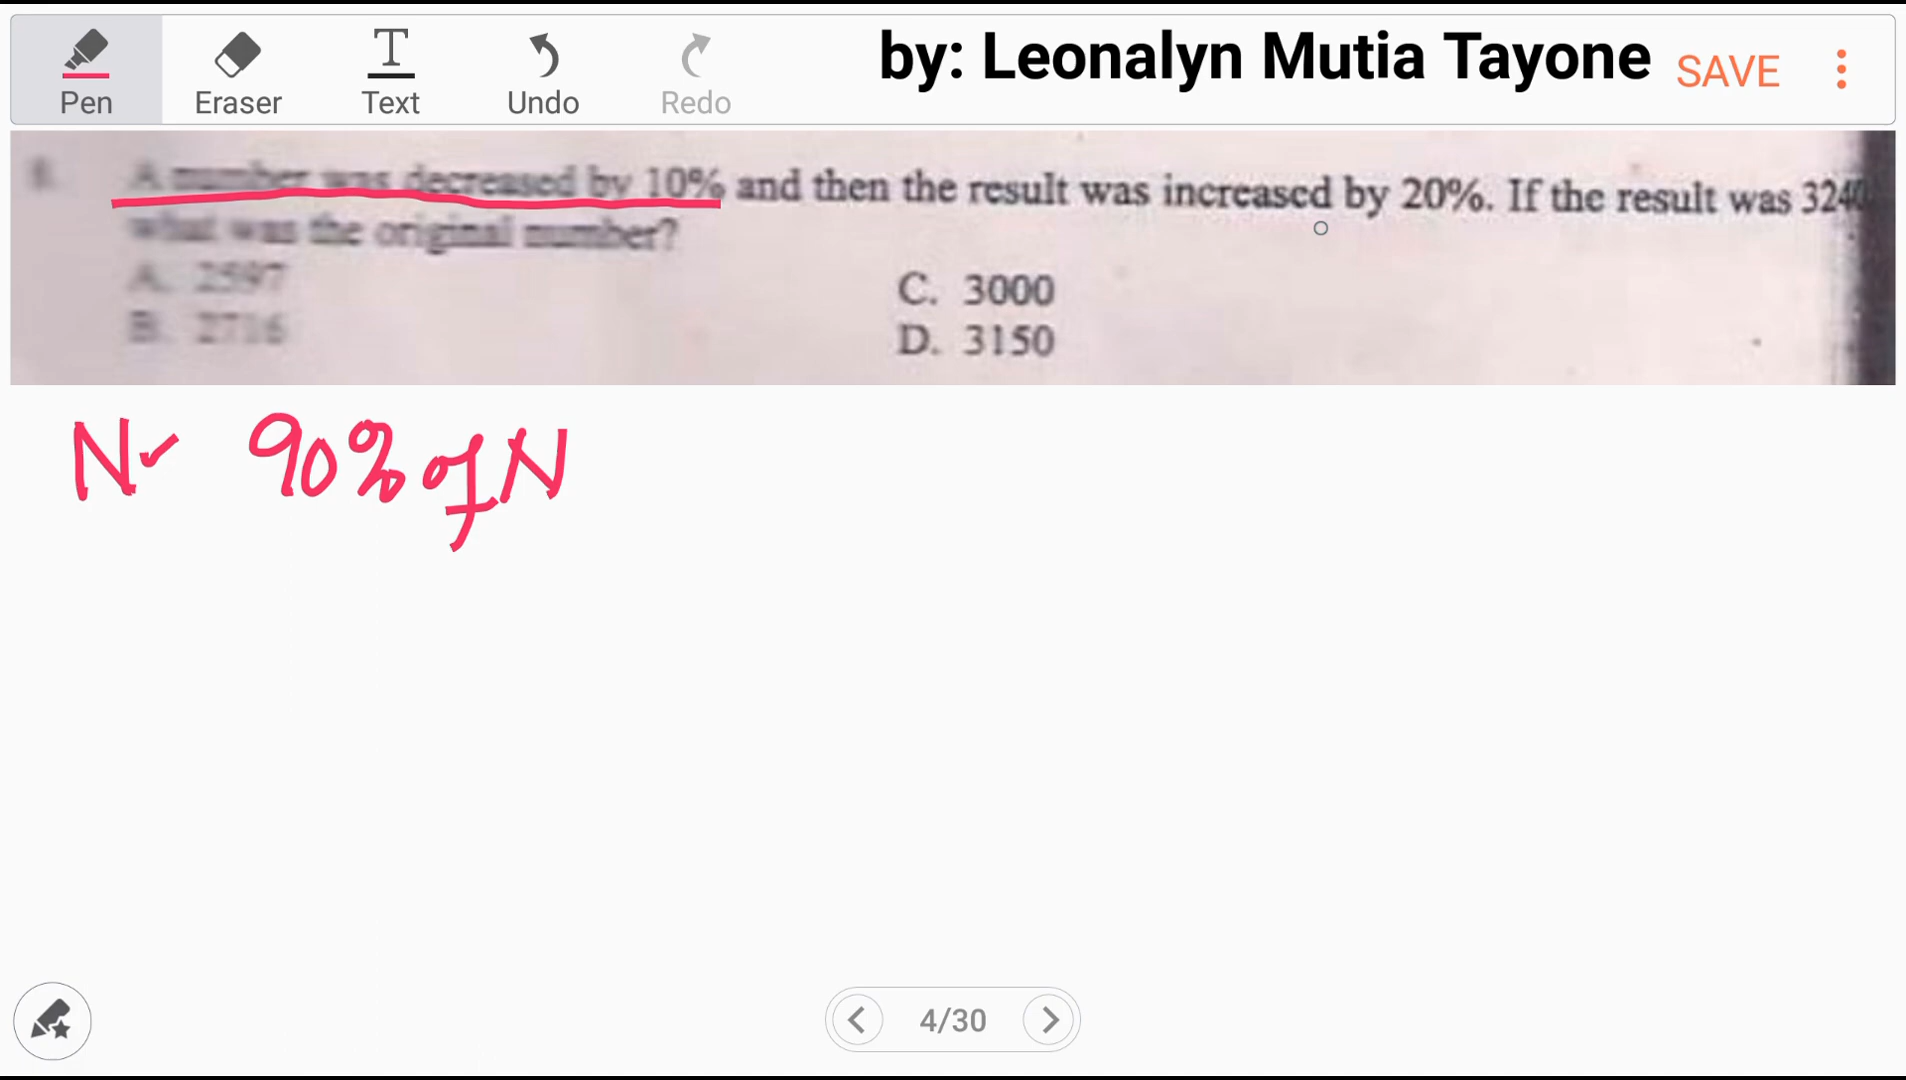 by: Leonalyn Mutia Tayone
SAVE
Pen
Eraser
Text
Undo
Redo
A number was decreased by 10% and then the result was increased by 20%. If the result was 3240
what was the original number?
A. 2597
C. 3000
B. 2716
D. 3150
N 90% of N
4/30